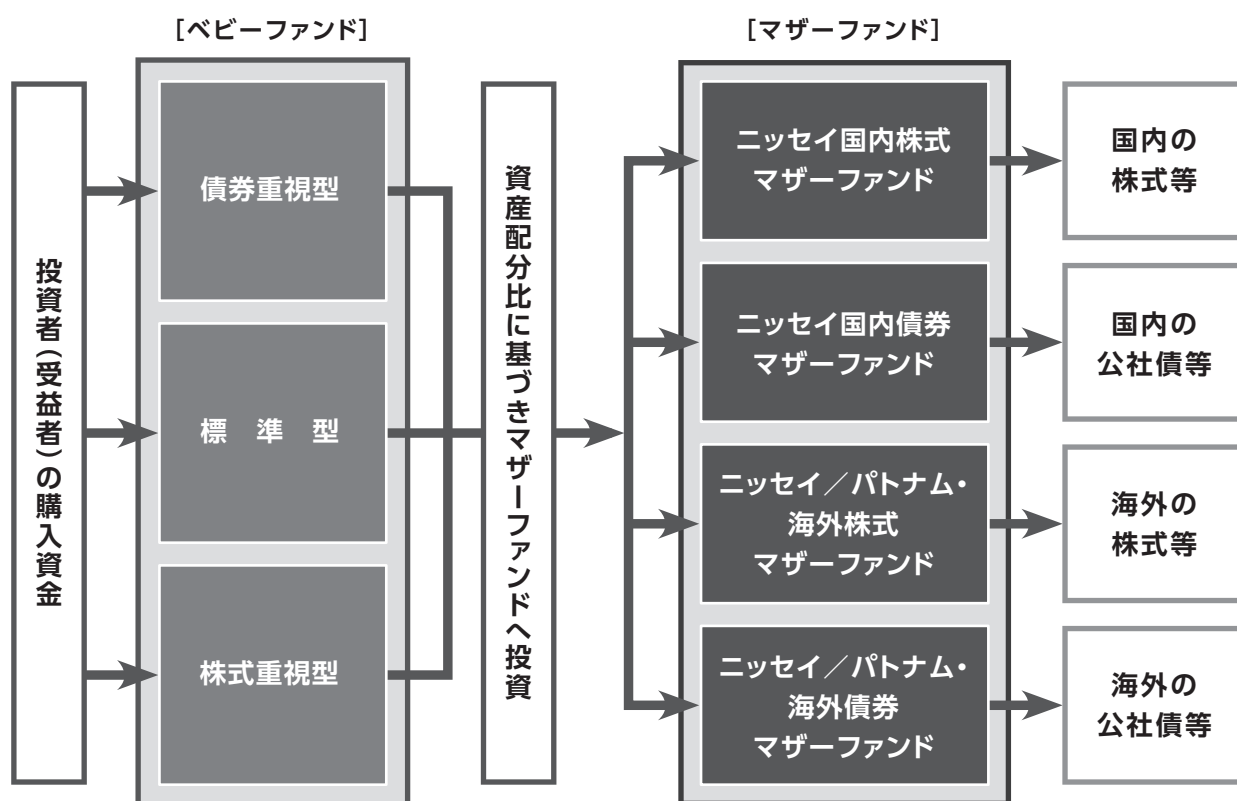 [ベビーファンド]
[マザーファンド]
投資者(受益者)の購入資金
債券重視型
標 準 型
株式重視型
資産配分比に基づきマザーファンドへ投資
ニッセイ国内株式
マザーファンド
国内の
株式等
ニッセイ国内債券
マザーファンド
国内の
公社債等
ニッセイ/パトナム・
海外株式
マザーファンド
海外の
株式等
ニッセイ/パトナム・
海外債券
マザーファンド
海外の
公社債等